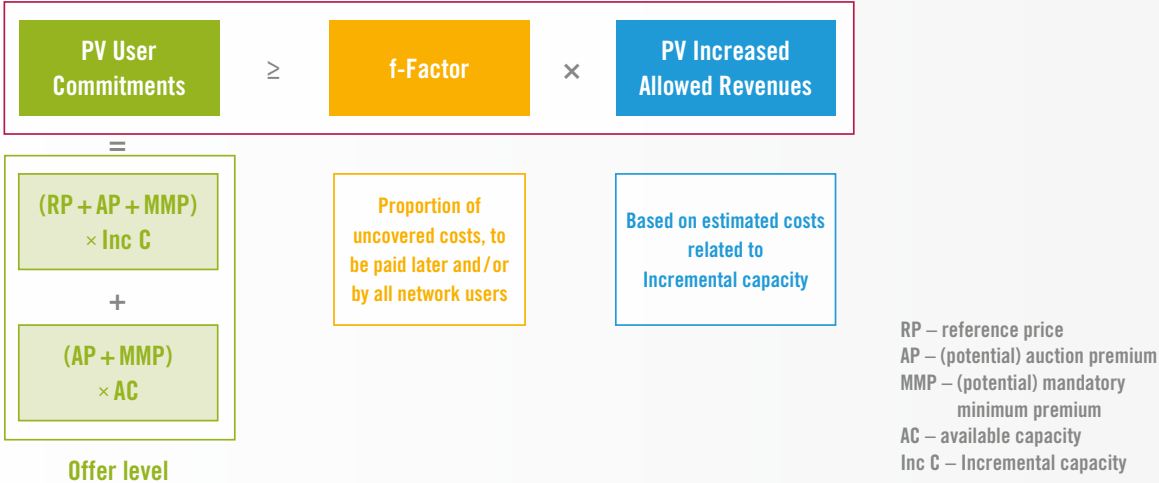 PV User
Commitments
≥
f-Factor
×
PV Increased
Allowed Revenues
=
(RP + AP + MMP)
× Inc C
+
(AP + MMP)
× AC
Offer level
Proportion of
uncovered costs, to
be paid later and / or
by all network users
Based on estimated costs
related to
Incremental capacity
RP – reference price
AP – (potential) auction premium
MMP – (potential) mandatory
minimum premium
AC – available capacity
Inc C – Incremental capacity